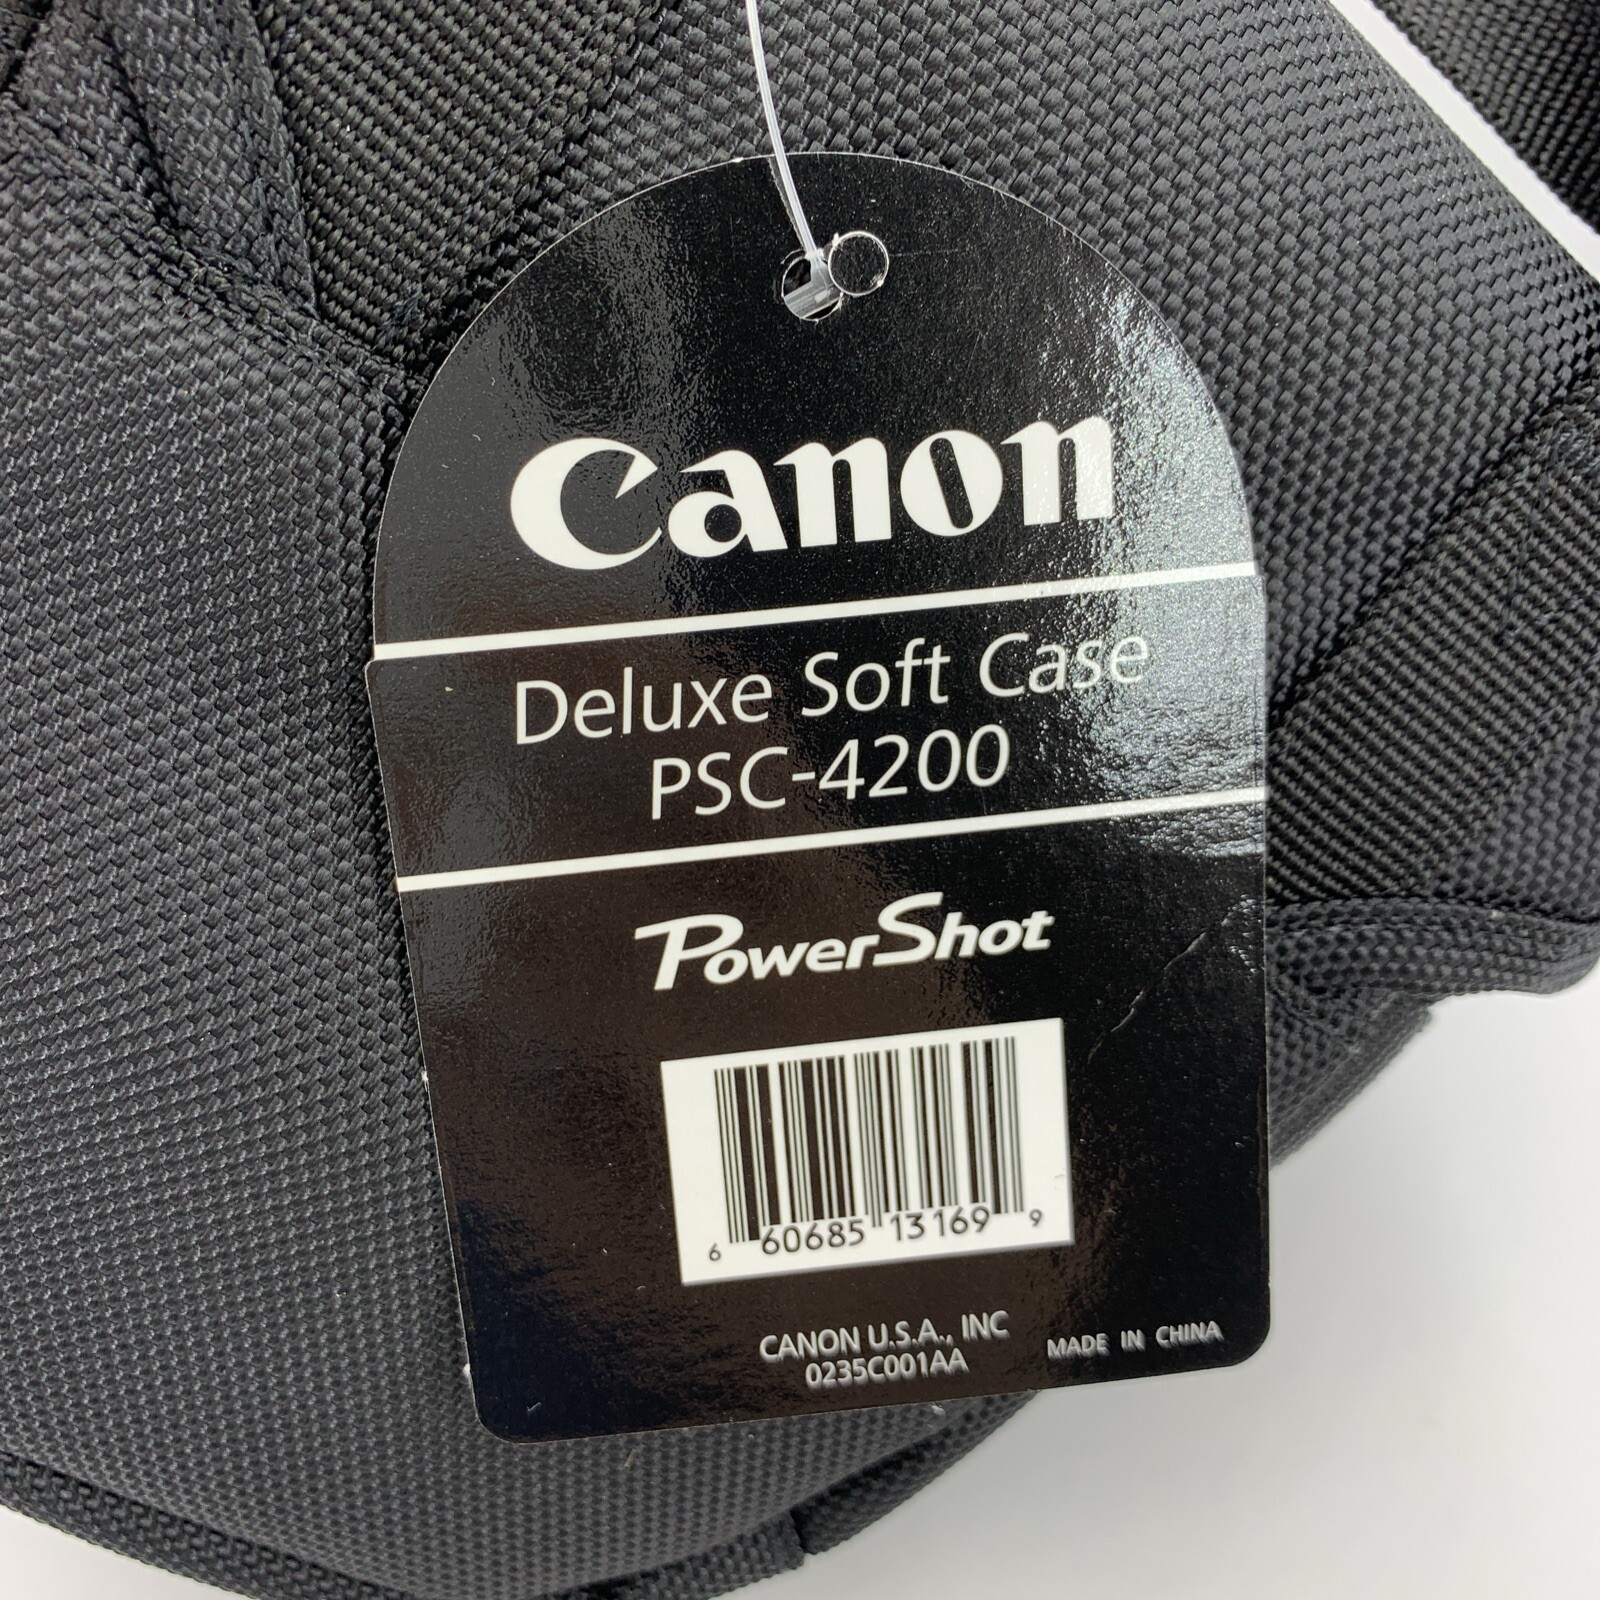 Canon
Deluxe Soft Case
PSC-4200
PowerShot
6 60685 13169 9
CANON U.S.A., INC
0235C001AA
MADE IN CHINA